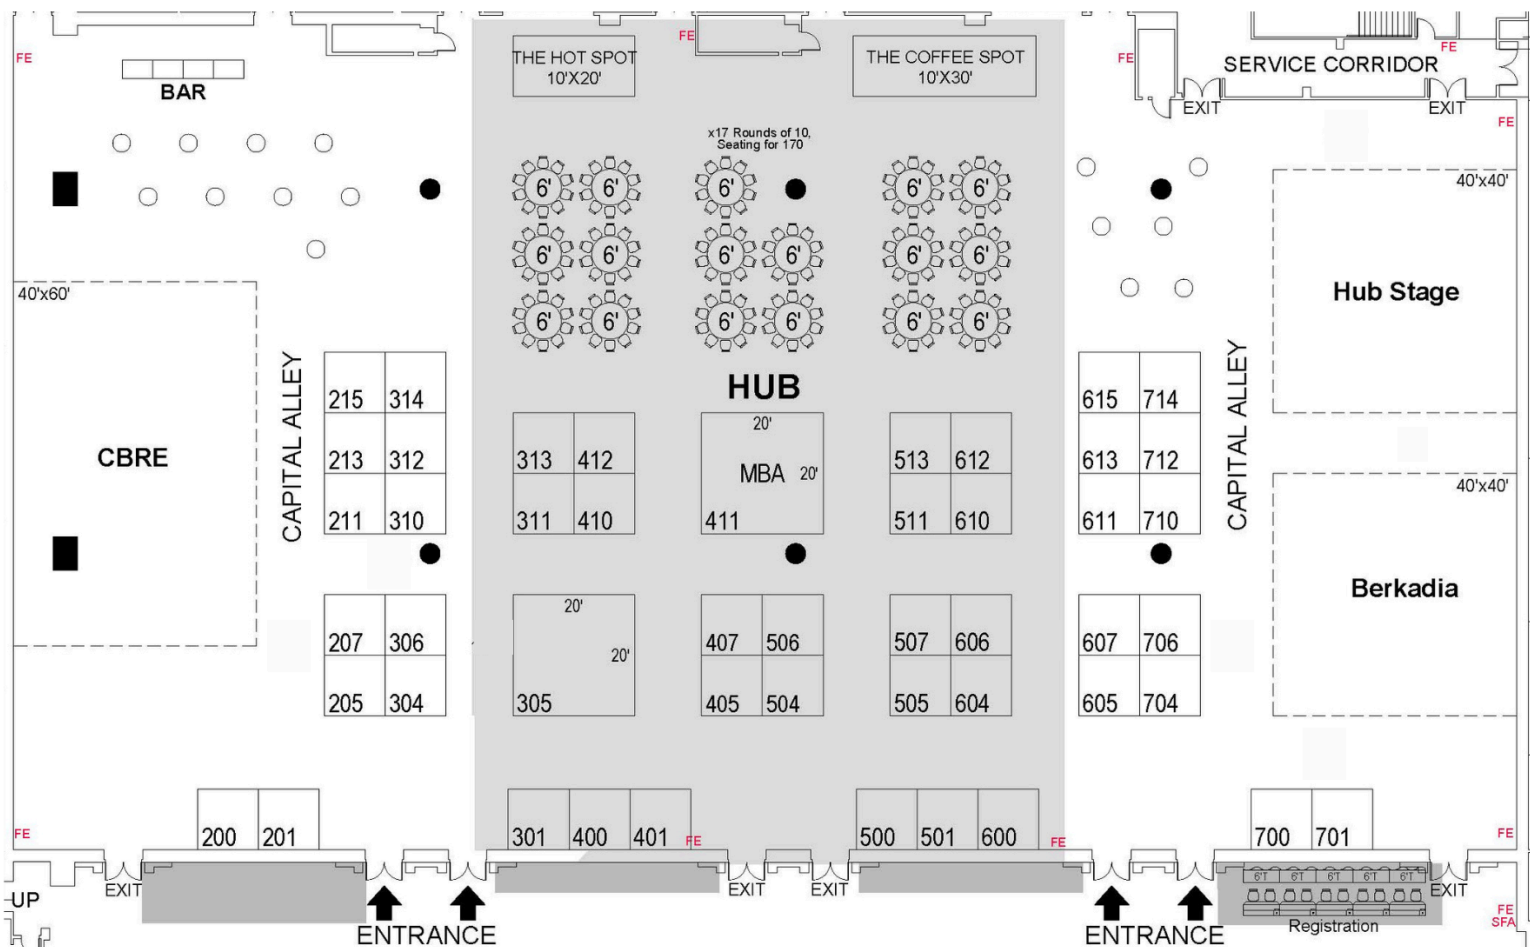 FE
FE
FE
FE
THE HOT SPOT
10'X20'
THE COFFEE SPOT
10'X30'
SERVICE CORRIDOR
BAR
EXIT
EXIT
FE
x17 Rounds of 10,
Seating for 170
6' 6' 6' 6' 6'
40'x40'
6' 6' 6' 6' 6' 6'
Hub Stage
40'x60'
6' 6' 6' 6' 6' 6'
HUB
CAPITAL ALLEY
CAPITAL ALLEY
215 314
615 714
20'
CBRE
213 312
313 412
MBA 20'
513 612
613 712
40'x40'
211 310
311 410
411
511 610
611 710
Berkadia
20'
207 306
20'
407 506
507 606
607 706
205 304
305
405 504
505 604
605 704
FE
200 201
301 400 401
FE
500 501 600
FE
700 701
FE
UP
EXIT
EXIT
EXIT
6'T 6'T 6'T 6'T 6'T
EXIT
FE
SFA
Registration
ENTRANCE
ENTRANCE